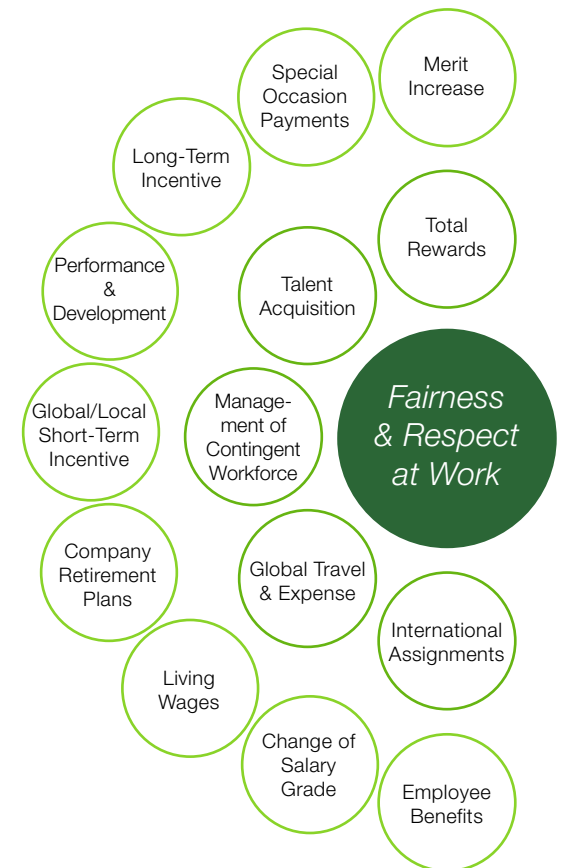 Merit
Increase
Special
Occasion
Payments
Long-Term
Incentive
Total
Rewards
Performance
&
Development
Talent
Acquisition
Global/Local
Short-Term
Incentive
Manage-
ment of
Contingent
Workforce
Fairness
& Respect
at Work
Company
Retirement
Plans
Global Travel
& Expense
International
Assignments
Living
Wages
Change of
Salary
Grade
Employee
Benefits